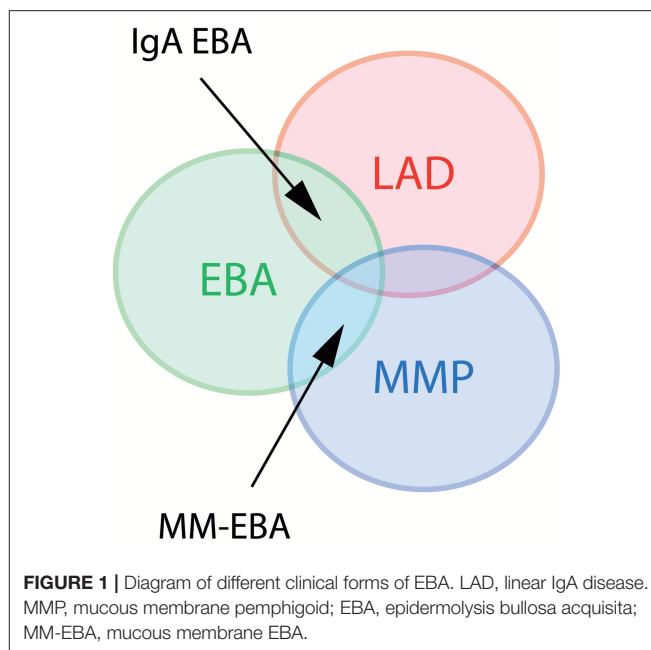 IgA EBA
LAD
EBA
MMP
MM-EBA
FIGURE 1 | Diagram of different clinical forms of EBA. LAD, linear IgA disease.
MMP, mucous membrane pemphigoid; EBA, epidermolysis bullosa acquisita;
MM-EBA, mucous membrane EBA.